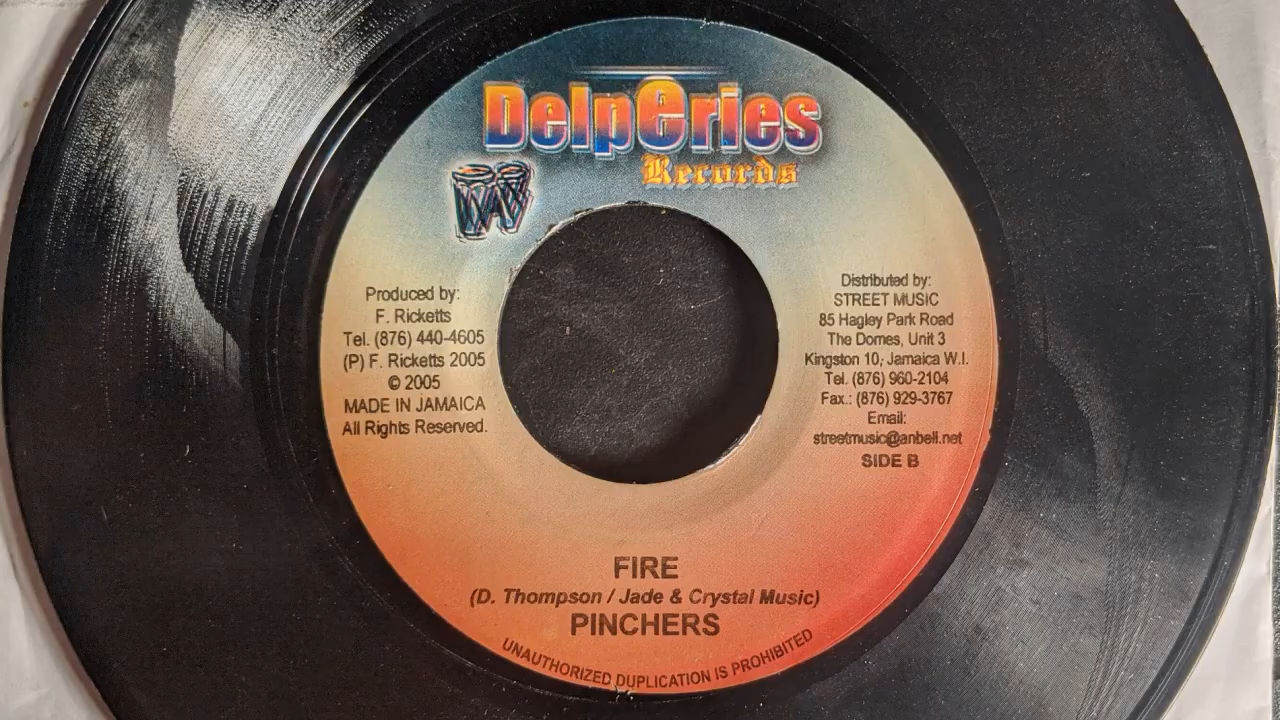 Delperies
Records
Produced by:
F. Ricketts
Tel. (876) 440-4605
(P) F. Ricketts 2005
© 2005
MADE IN JAMAICA
All Rights Reserved.
Distributed by:
STREET MUSIC
85 Hagley Park Road
The Domes, Unit 3
Kingston 10, Jamaica W.I.
Tel. (876) 960-2104
Fax.: (876) 929-3767
Email:
streetmusic@anbell.net
SIDE B
FIRE
(D. Thompson / Jade & Crystal Music)
PINCHERS
UNAUTHORIZED DUPLICATION IS PROHIBITED